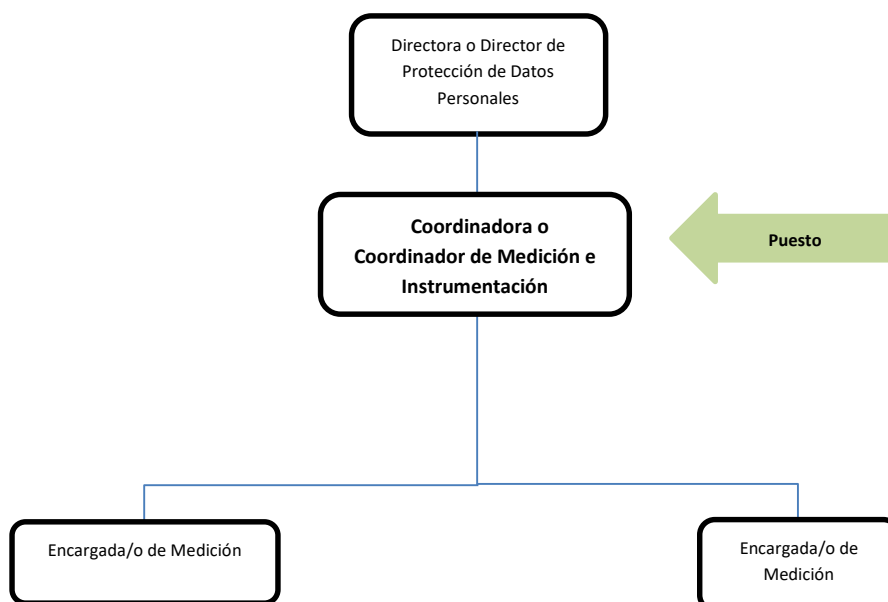 Directora o Director de
Protección de Datos
Personales
Coordinadora o
Coordinador de Medición e
Instrumentación
Puesto
Encargada/o de Medición
Encargada/o de
Medición